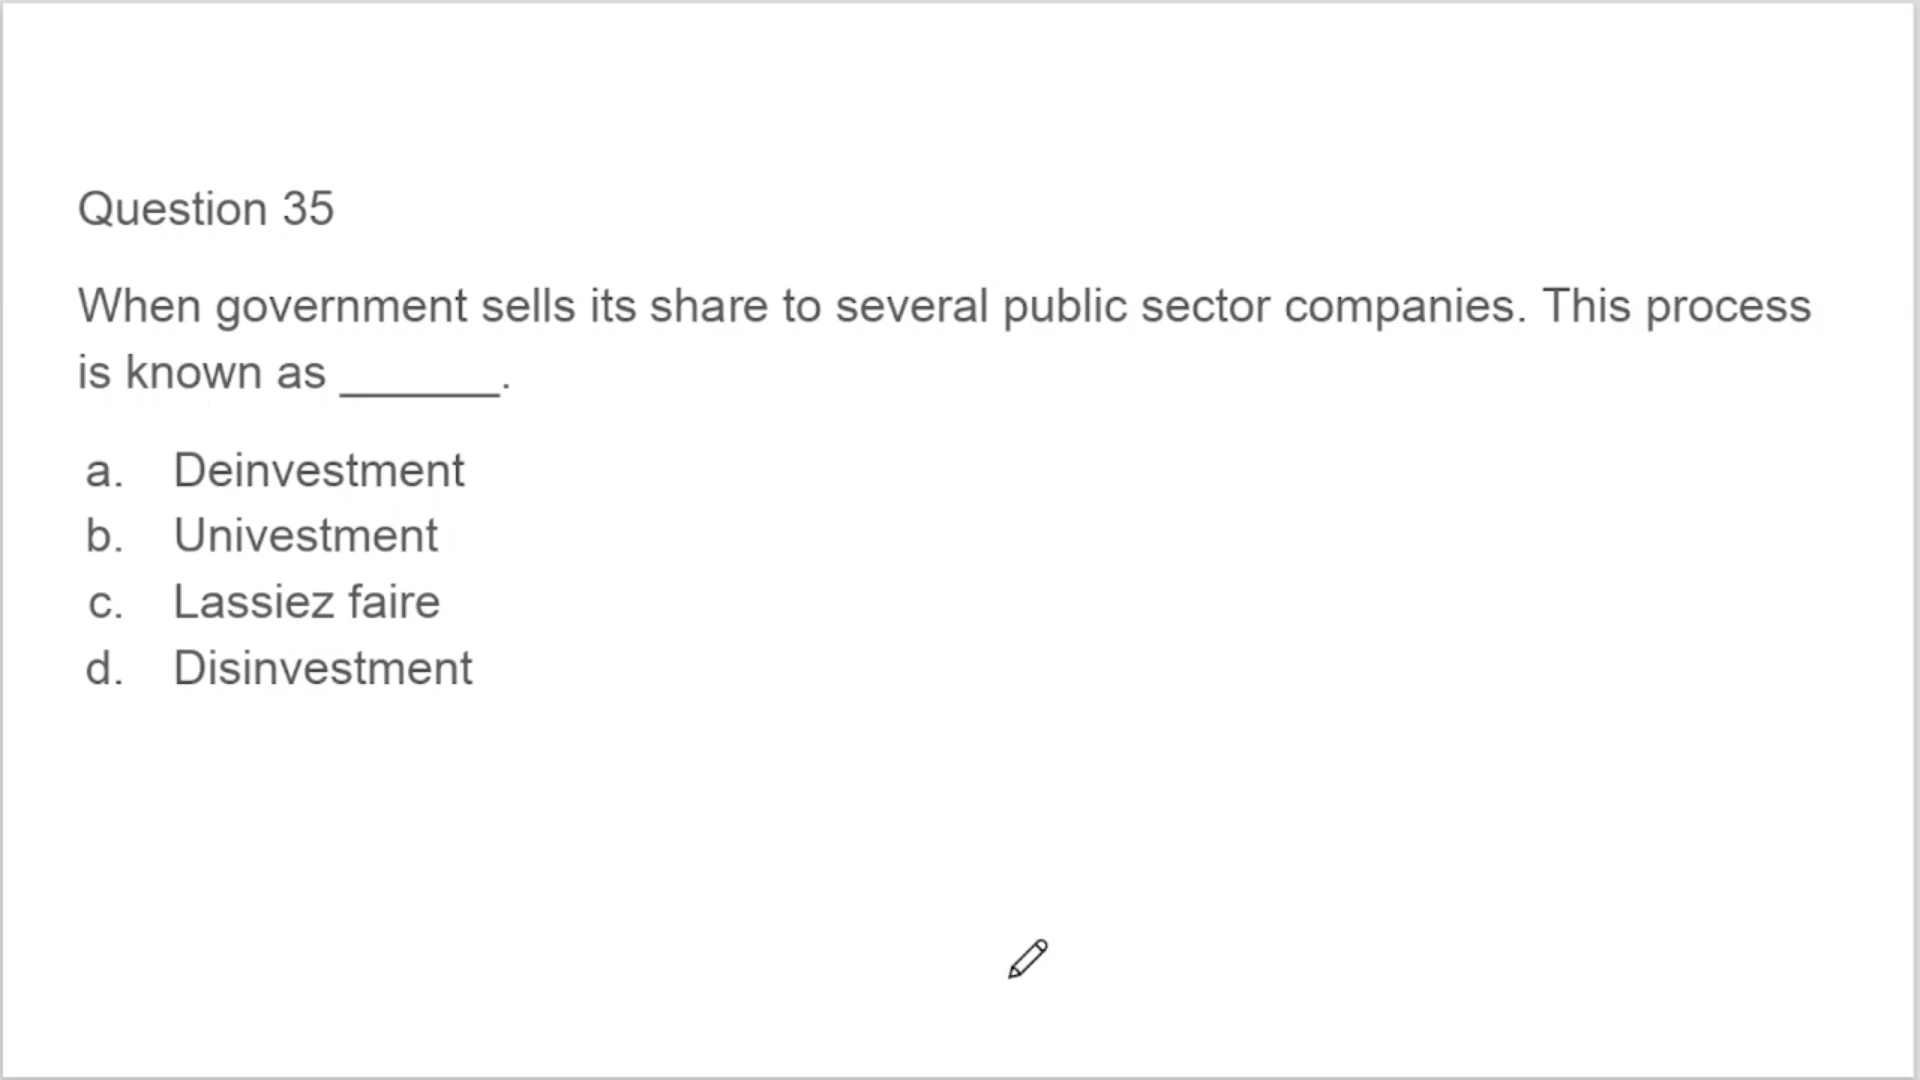 Question 35
When government sells its share to several public sector companies. This process
is known as _______.
a. Deinvestment
b. Univestment
c. Lassiez faire
d. Disinvestment